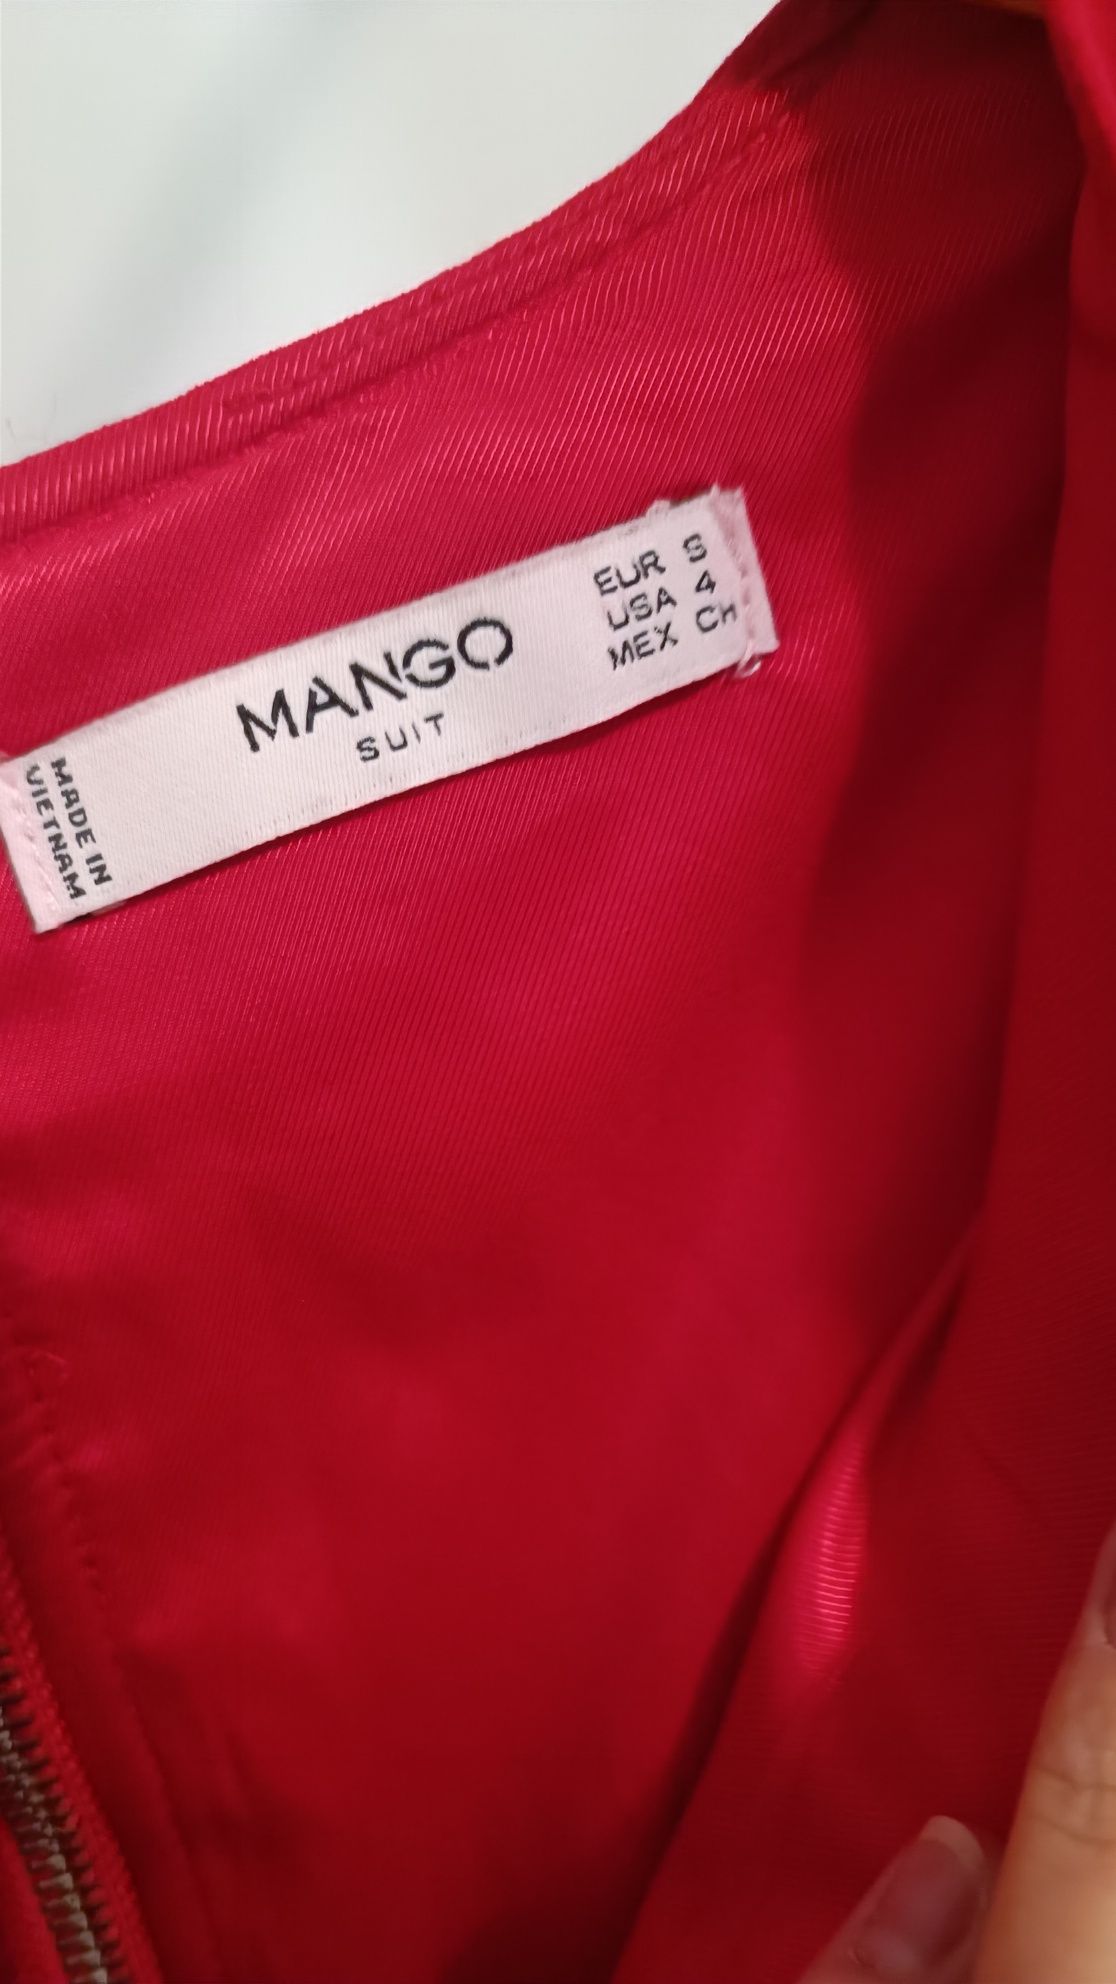 MANGO
SUIT
EUR S
USA 4
MEX CH
MADE IN
VIETNAM